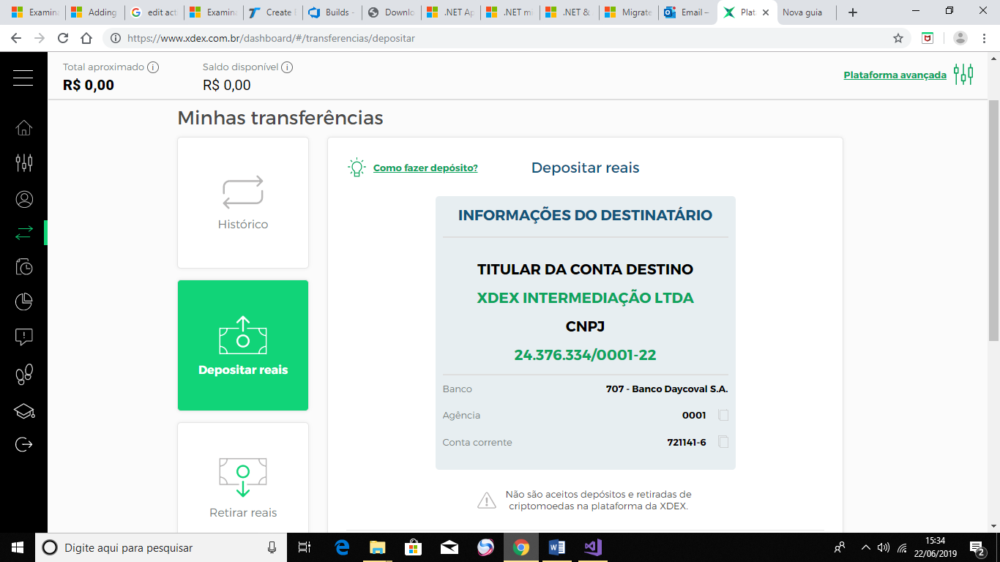 Examina
Adding
edit act
Examina
Create
Builds -
Downlo
.NET Ap
.NET mi
.NET &
Migrate
Email –
Plat
Nova guia
https://www.xdex.com.br/dashboard/#/transferencias/depositar
Total aproximado
Saldo disponível
R$ 0,00
R$ 0,00
Plataforma avançada
Minhas transferências
Histórico
Depositar reais
Retirar reais
Como fazer depósito?
Depositar reais
INFORMAÇÕES DO DESTINATÁRIO
TITULAR DA CONTA DESTINO
XDEX INTERMEDIAÇÃO LTDA
CNPJ
24.376.334/0001-22
Banco 707 - Banco Daycoval S.A.
Agência 0001
Conta corrente 721141-6
Não são aceitos depósitos e retiradas de
criptomoedas na plataforma da XDEX.
Digite aqui para pesquisar
15:34
22/06/2019
2